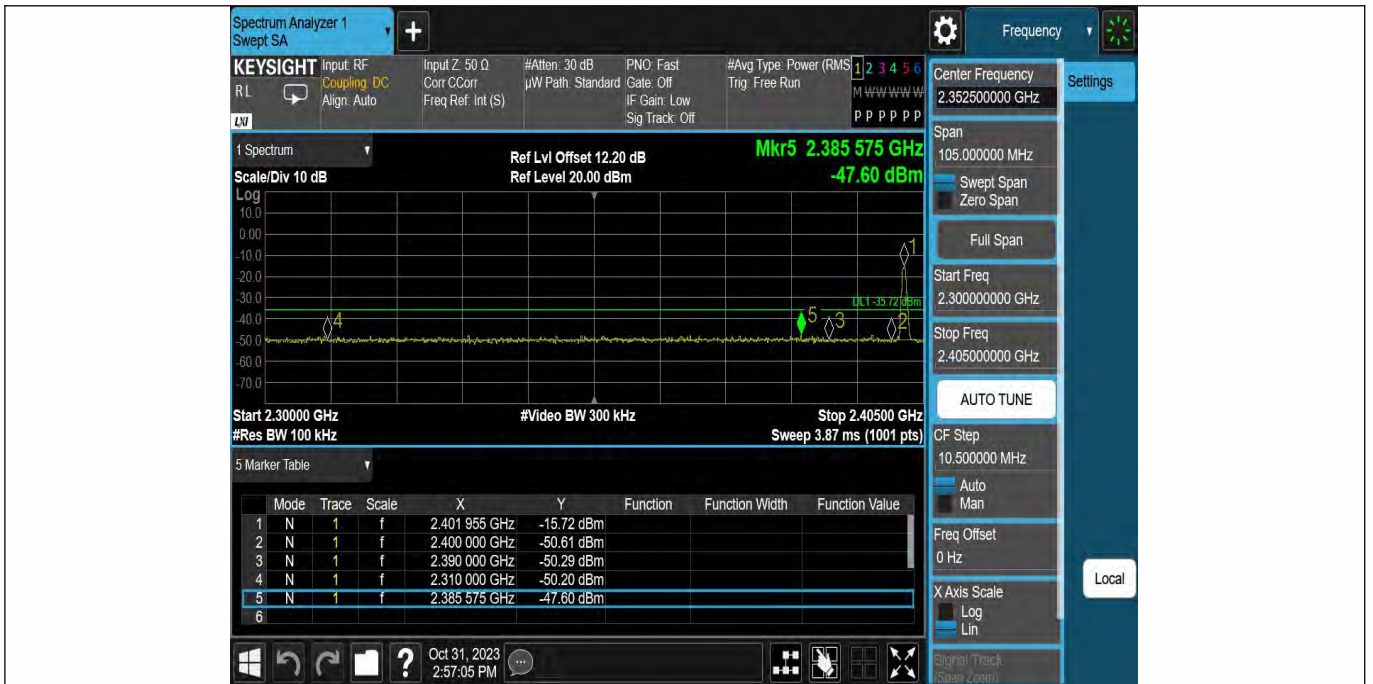 Spectrum Analyzer 1
Swept SA
+
Frequency
KEYSIGHT
RL
LXI
Input: RF
Coupling: DC
Align: Auto
Input Z: 50 Ω
Corr CCorr
Freq Ref: Int (S)
#Atten: 30 dB
µW Path: Standard
PNO: Fast
Gate: Off
IF Gain: Low
Sig Track: Off
#Avg Type: Power (RMS
Trig: Free Run
1 2 3 4 5 6
M W W W W W
P P P P P P
Center Frequency
2.352500000 GHz
Settings
Span
105.000000 MHz
Swept Span
Zero Span
Full Span
Start Freq
2.300000000 GHz
Stop Freq
2.405000000 GHz
AUTO TUNE
CF Step
10.500000 MHz
Auto
Man
Freq Offset
0 Hz
X Axis Scale
Log
Lin
Signal Track
(Span Zoom)
Local
1 Spectrum
Scale/Div 10 dB
Ref Lvl Offset 12.20 dB
Ref Level 20.00 dBm
Mkr5 2.385 575 GHz
-47.60 dBm
Log
10.0
0.00
-10.0
-20.0
-30.0
-40.0
-50.0
-60.0
-70.0
1
DL1 -35.72 dBm
4
5
3
2
Start 2.30000 GHz
#Video BW 300 kHz
Stop 2.40500 GHz
#Res BW 100 kHz
Sweep 3.87 ms (1001 pts)
5 Marker Table
Mode Trace Scale X Y Function Function Width Function Value
1 N 1 f 2.401 955 GHz -15.72 dBm
2 N 1 f 2.400 000 GHz -50.61 dBm
3 N 1 f 2.390 000 GHz -50.29 dBm
4 N 1 f 2.310 000 GHz -50.20 dBm
5 N 1 f 2.385 575 GHz -47.60 dBm
6
?
Oct 31, 2023
2:57:05 PM